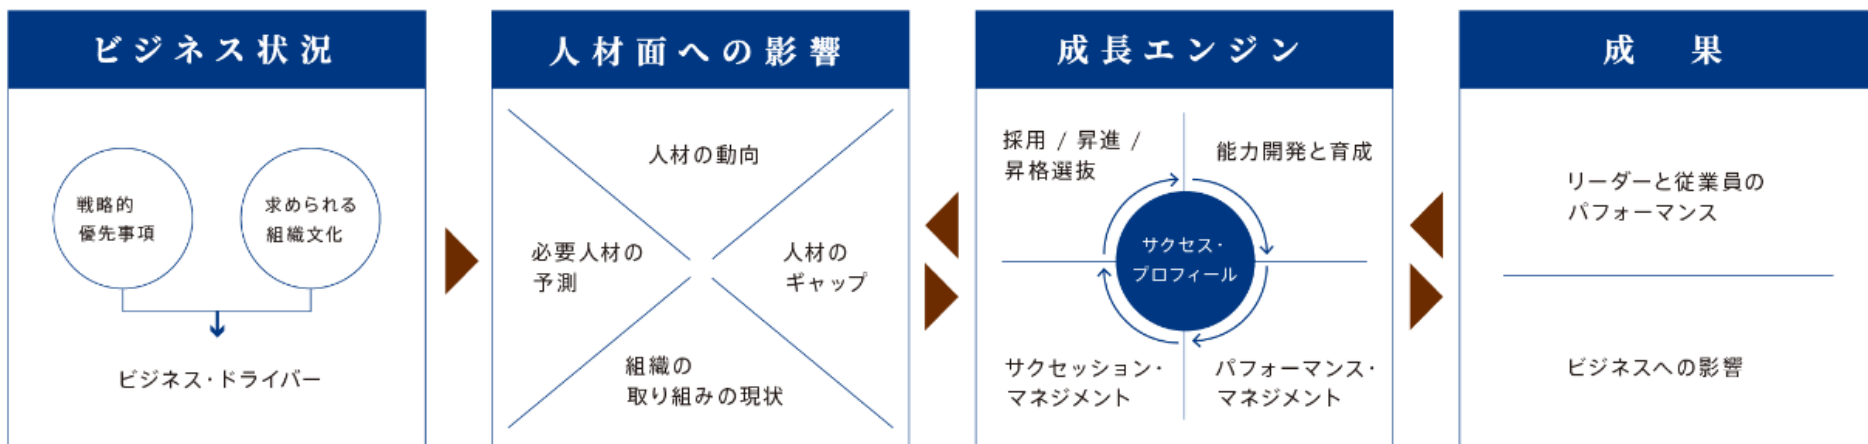 ビジネス状況
戦略的
優先事項
求められる
組織文化
ビジネス・ドライバー
人材面への影響
人材の動向
必要人材の
予測
人材の
ギャップ
組織の
取り組みの現状
成長エンジン
採用 / 昇進 /
昇格選抜
能力開発と育成
サクセス・
プロフィール
サクセッション・
マネジメント
パフォーマンス・
マネジメント
成 果
リーダーと従業員の
パフォーマンス
ビジネスへの影響